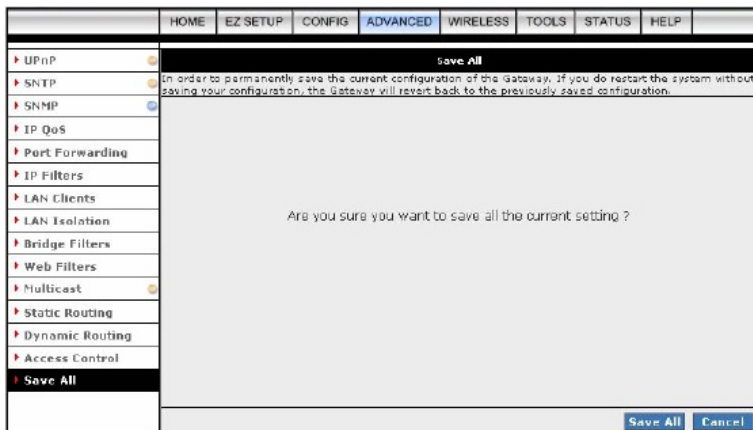 HOME EZ SETUP CONFIG ADVANCED WIRELESS TOOLS STATUS HELP
UPnP
SNTP
SNMP
IP QoS
Port Forwarding
IP Filters
LAN Clients
LAN Isolation
Bridge Filters
Web Filters
Multicast
Static Routing
Dynamic Routing
Access Control
Save All
Save All
In order to permanently save the current configuration of the Gateway. If you do restart the system without
saving your configuration, the Gateway will revert back to the previously saved configuration.
Are you sure you want to save all the current setting ?
Save All Cancel